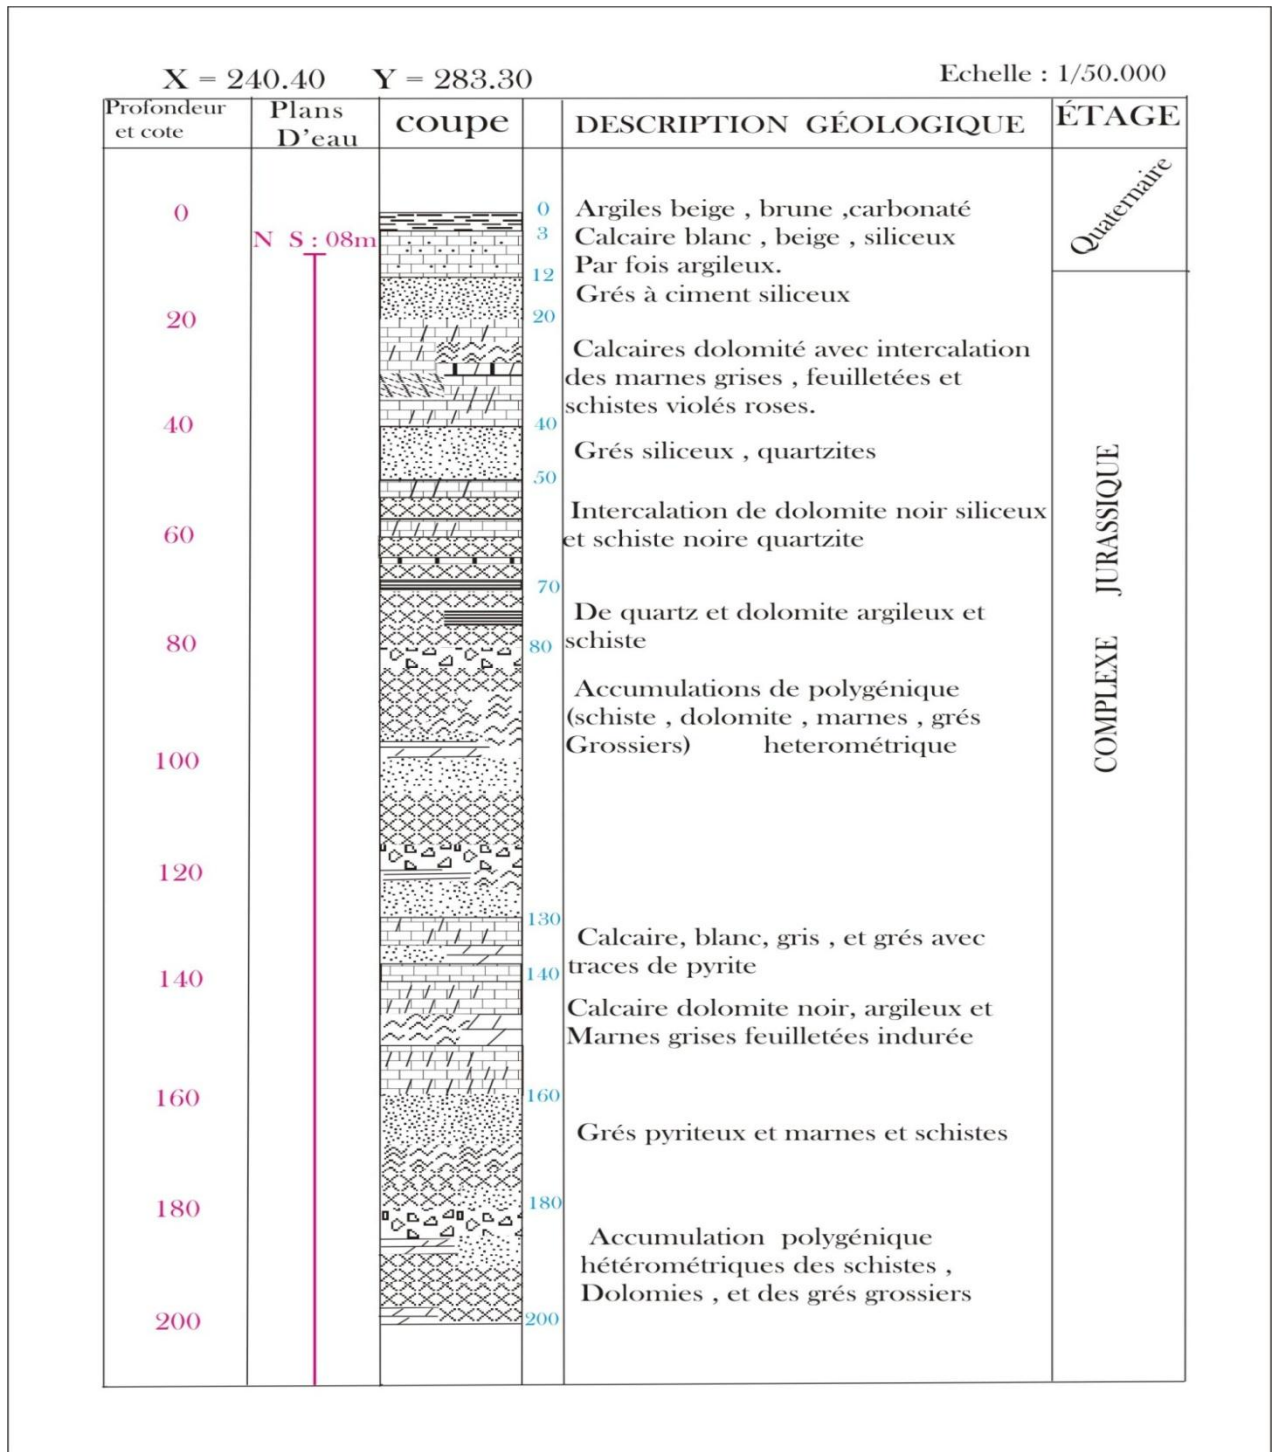 X = 240.40 Y = 283.30
Echelle : 1/50.000
Profondeur
et cote
Plans
D'eau
coupe
DESCRIPTION GÉOLOGIQUE
ÉTAGE
0
20
40
60
80
100
120
140
160
180
200
N S : 08m
0
3
12
20
40
50
70
80
130
140
160
180
200
Argiles beige , brune ,carbonaté
Calcaire blanc , beige , siliceux
Par fois argileux.
Grés à ciment siliceux
Calcaires dolomité avec intercalation
des marnes grises , feuilletées et
schistes violés roses.
Grés siliceux , quartzites
Intercalation de dolomite noir siliceux
et schiste noire quartzite
De quartz et dolomite argileux et
schiste
Accumulations de polygénique
(schiste , dolomite , marnes , grés
Grossiers) heterométrique
Calcaire, blanc, gris , et grés avec
traces de pyrite
Calcaire dolomite noir, argileux et
Marnes grises feuilletées indurée
Grés pyriteux et marnes et schistes
Accumulation polygénique
hétérométriques des schistes ,
Dolomies , et des grés grossiers
Quaternaire
COMPLEXE JURASSIQUE